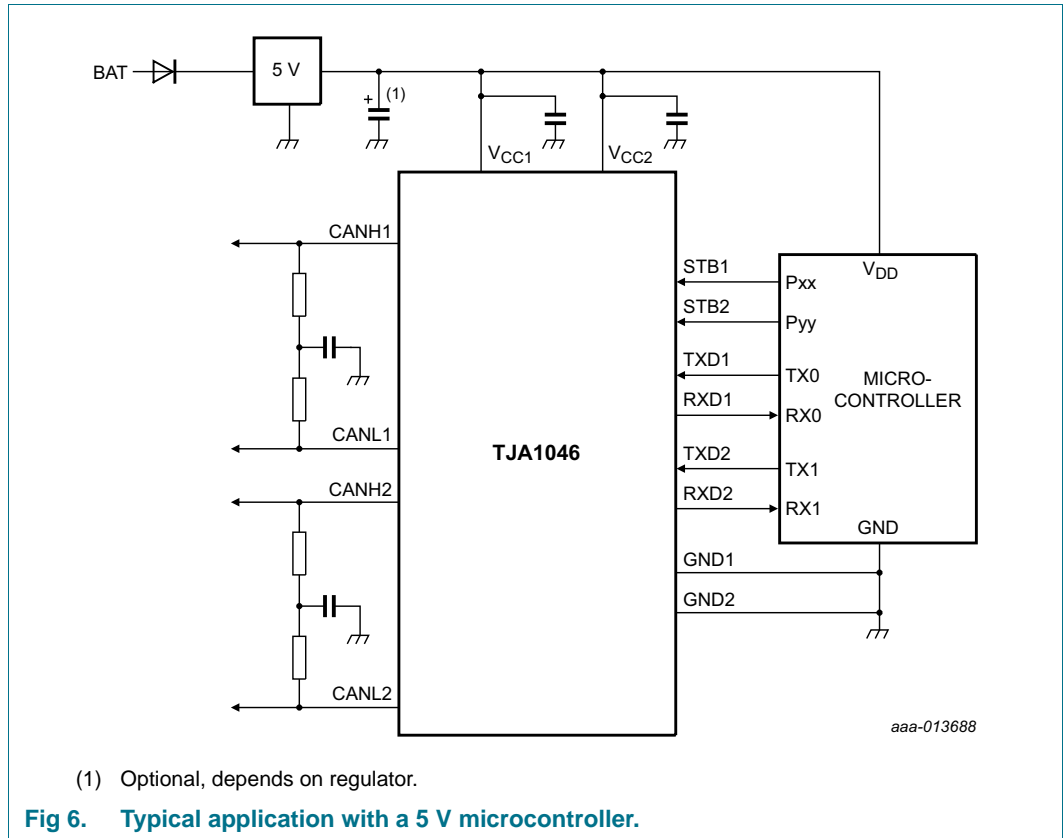 BAT
5 V
+
(1)
VCC1
VCC2
CANH1
CANL1
CANH2
CANL2
TJA1046
STB1
STB2
TXD1
RXD1
TXD2
RXD2
GND1
GND2
VDD
Pxx
Pyy
TX0
RX0
TX1
RX1
MICRO-
CONTROLLER
GND
aaa-013688
(1) Optional, depends on regulator.
Fig 6. Typical application with a 5 V microcontroller.